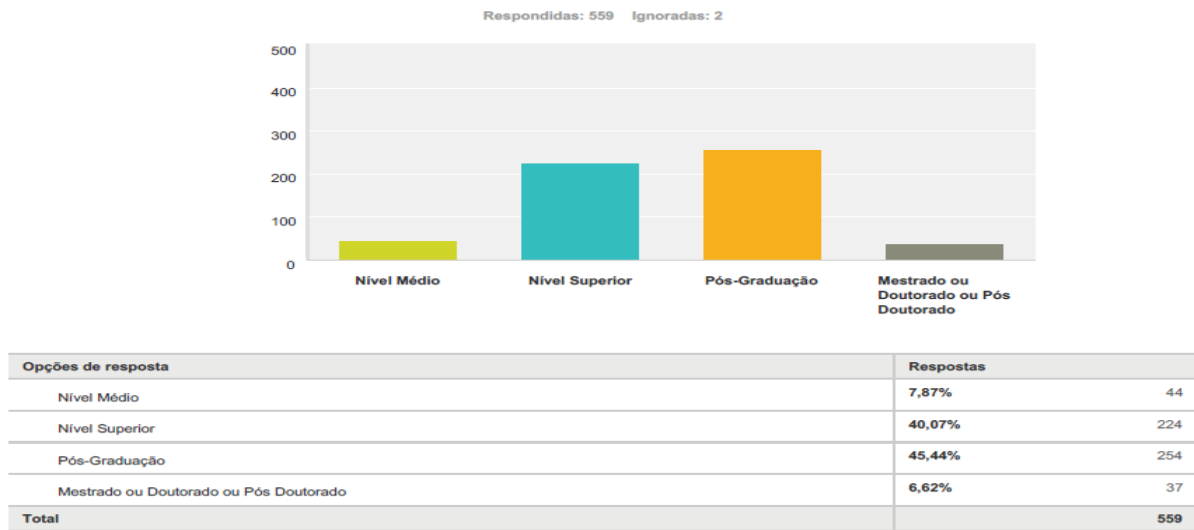 Respondidas: 559 Ignoradas: 2
500
400
300
200
100
0
Nível Médio
Nível Superior
Pós-Graduação
Mestrado ou
Doutorado ou Pós
Doutorado
Opções de resposta Respostas
Nível Médio 7,87% 44
Nível Superior 40,07% 224
Pós-Graduação 45,44% 254
Mestrado ou Doutorado ou Pós Doutorado 6,62% 37
Total 559